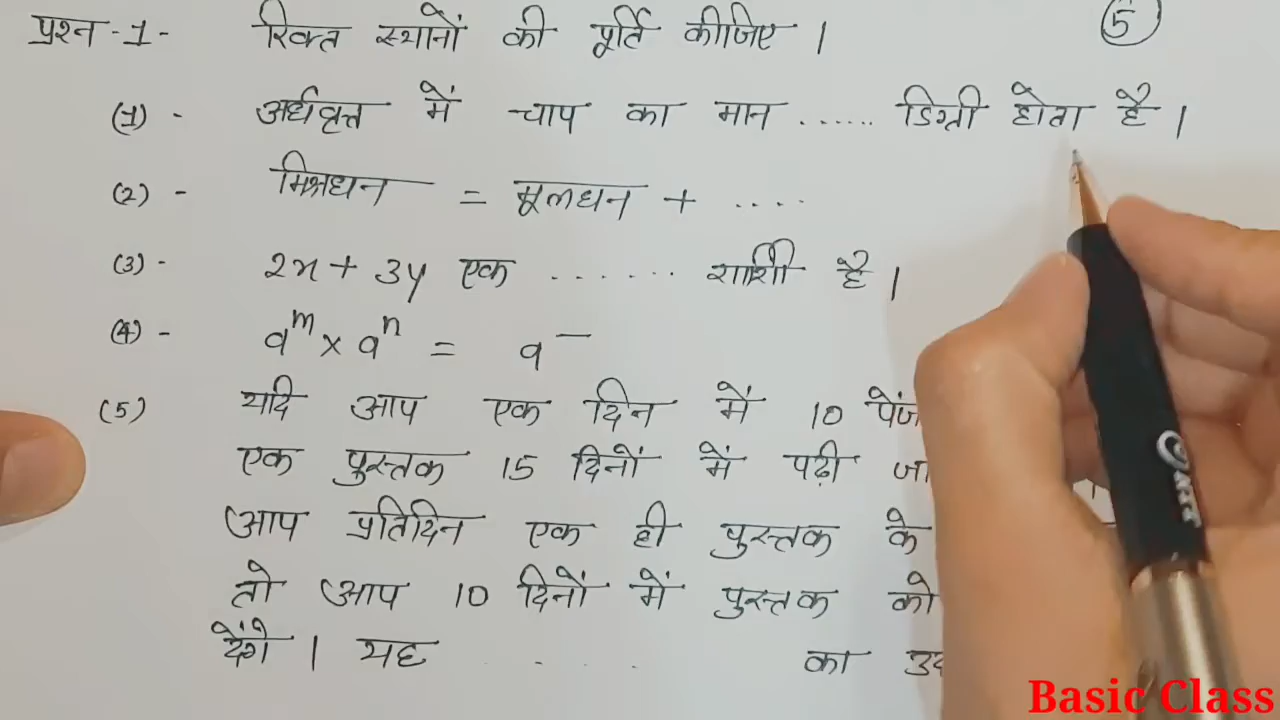 प्रश्न -1- रिक्त स्थानों की पूर्ति कीजिए । (5)
(1) - अर्धवृत्त में चाप का मान ...... डिग्री होता है ।
(2) - मिश्रधन = मूलधन + ....
(3) - 2x + 3y एक ....... राशी है ।
(4) - a^m × a^n = a^—
(5) यदि आप एक दिन में 10 पेंज
एक पुस्तक 15 दिनों में पढ़ी जा
आप प्रतिदिन एक ही पुस्तक के
तो आप 10 दिनों में पुस्तक को
देंगे । यह .... का उद
Basic Class